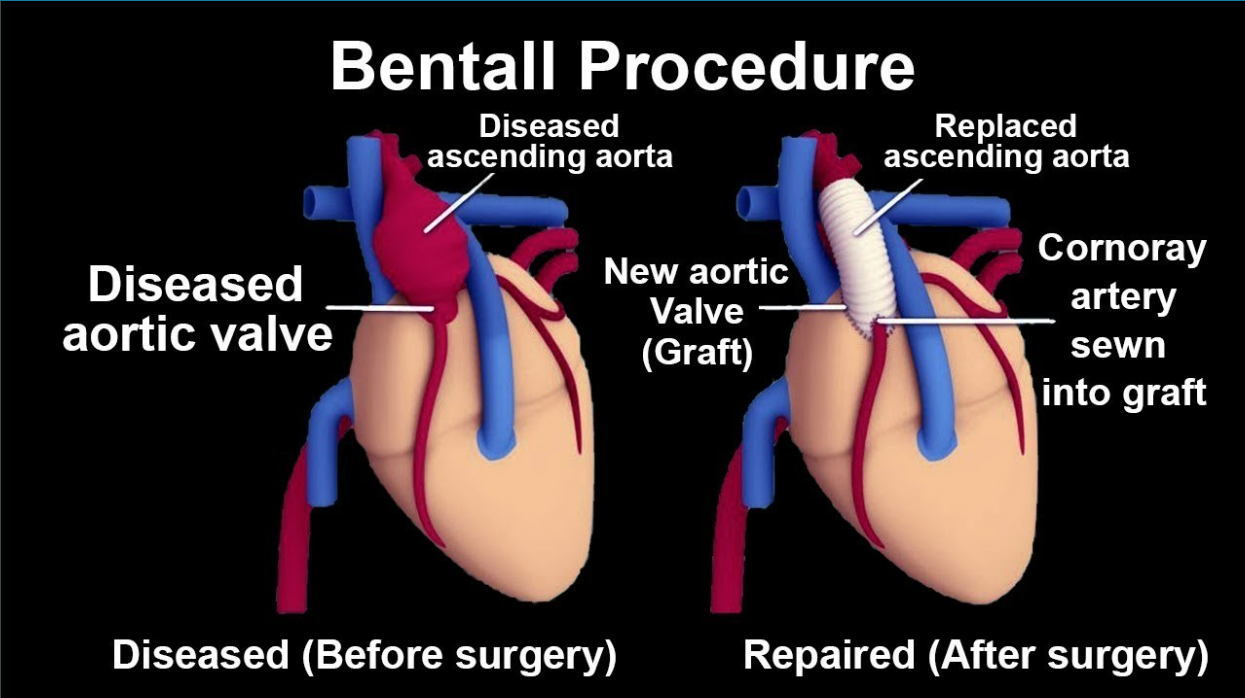 Bentall Procedure
Diseased
ascending aorta
Replaced
ascending aorta
Diseased
aortic valve
New aortic
Valve
(Graft)
Cornoray
artery
sewn
into graft
Diseased (Before surgery)
Repaired (After surgery)